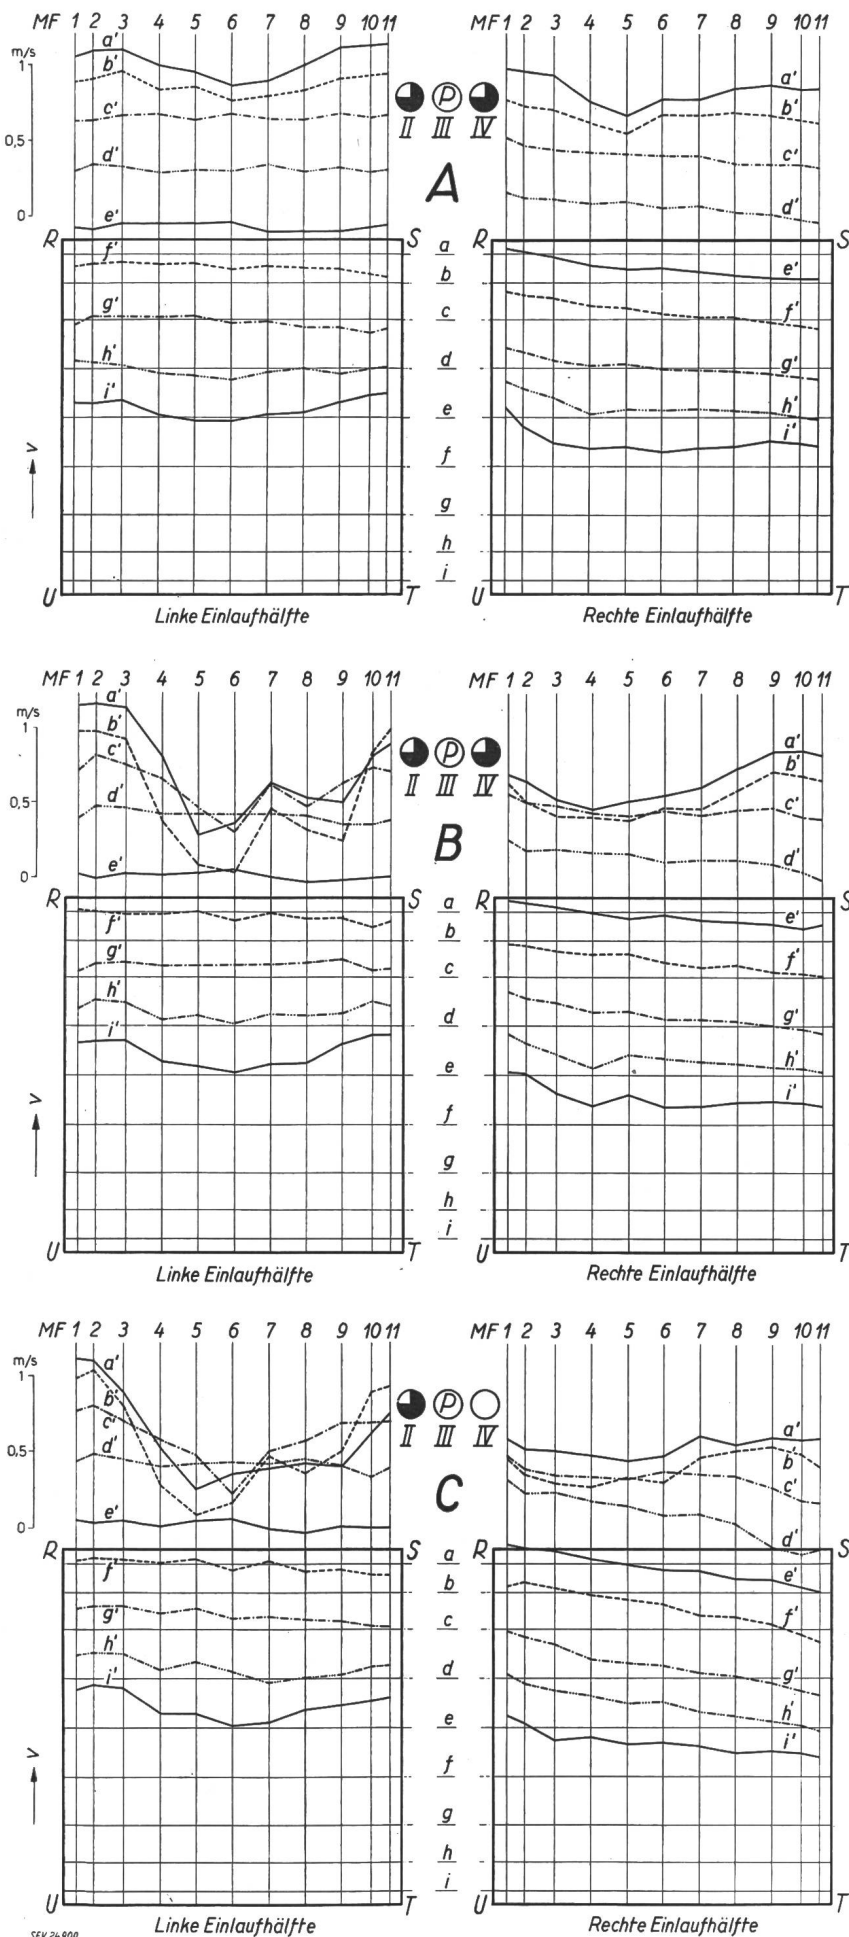 MF 1 2 3 4 5 6 7 8 9 10 11
MF 1 2 3 4 5 6 7 8 9 10 11
m/s
1
0,5
0
a'
b'
c'
d'
e'
f'
g'
h'
i'
P
II III IV
A
a'
b'
c'
d'
e'
f'
g'
h'
i'
R S
a
b
c
d
e
f
g
h
i
R S
v
U T
U T
Linke Einlaufhälfte
Rechte Einlaufhälfte
MF 1 2 3 4 5 6 7 8 9 10 11
MF 1 2 3 4 5 6 7 8 9 10 11
m/s
1
0,5
0
a'
b'
c'
d'
e'
f'
g'
h'
i'
P
II III IV
B
a'
b'
c'
d'
e'
f'
g'
h'
i'
R S
a
b
c
d
e
f
g
h
i
R S
v
U T
U T
Linke Einlaufhälfte
Rechte Einlaufhälfte
MF 1 2 3 4 5 6 7 8 9 10 11
MF 1 2 3 4 5 6 7 8 9 10 11
m/s
1
0,5
0
a'
b'
c'
d'
e'
f'
g'
h'
i'
P
II III IV
C
a'
b'
c'
d'
e'
f'
g'
h'
i'
R S
a
b
c
d
e
f
g
h
i
R S
v
U T
U T
Linke Einlaufhälfte
Rechte Einlaufhälfte